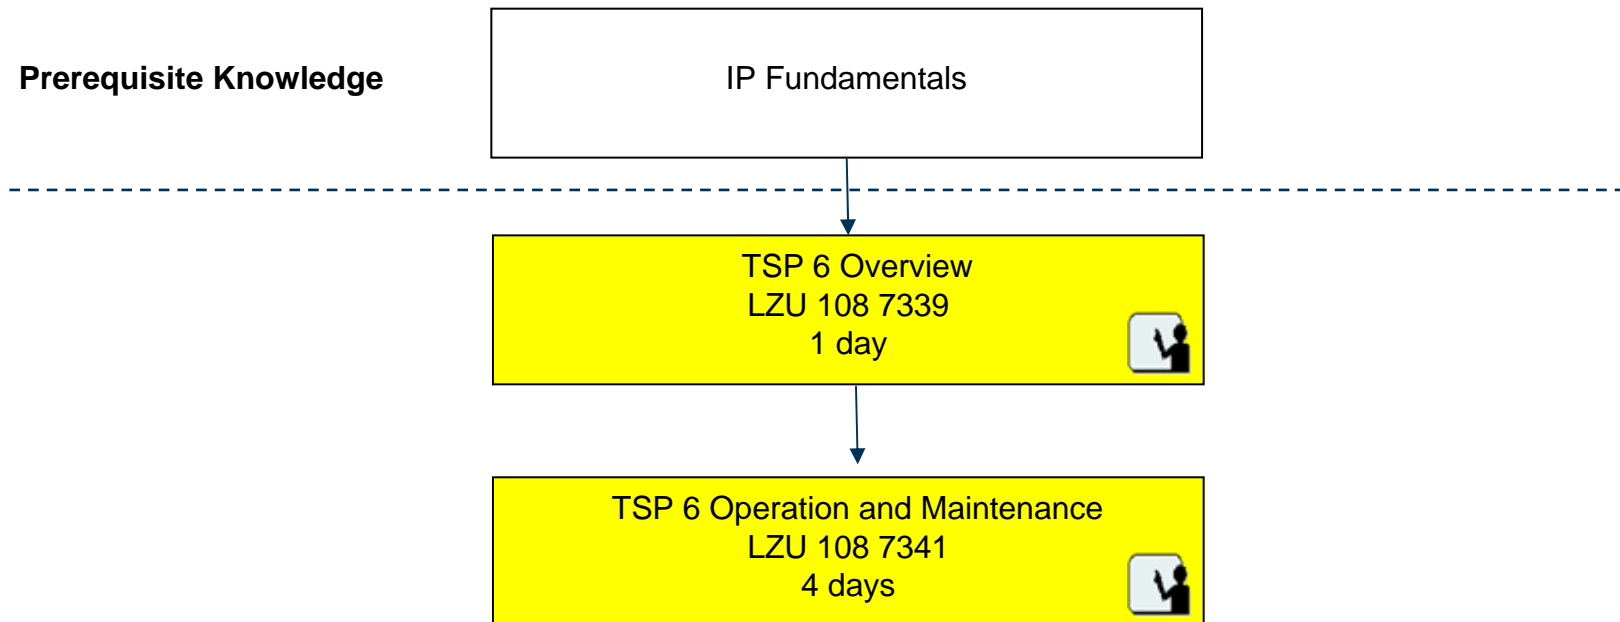 Prerequisite Knowledge
IP Fundamentals
TSP 6 Overview
LZU 108 7339
1 day
TSP 6 Operation and Maintenance
LZU 108 7341
4 days